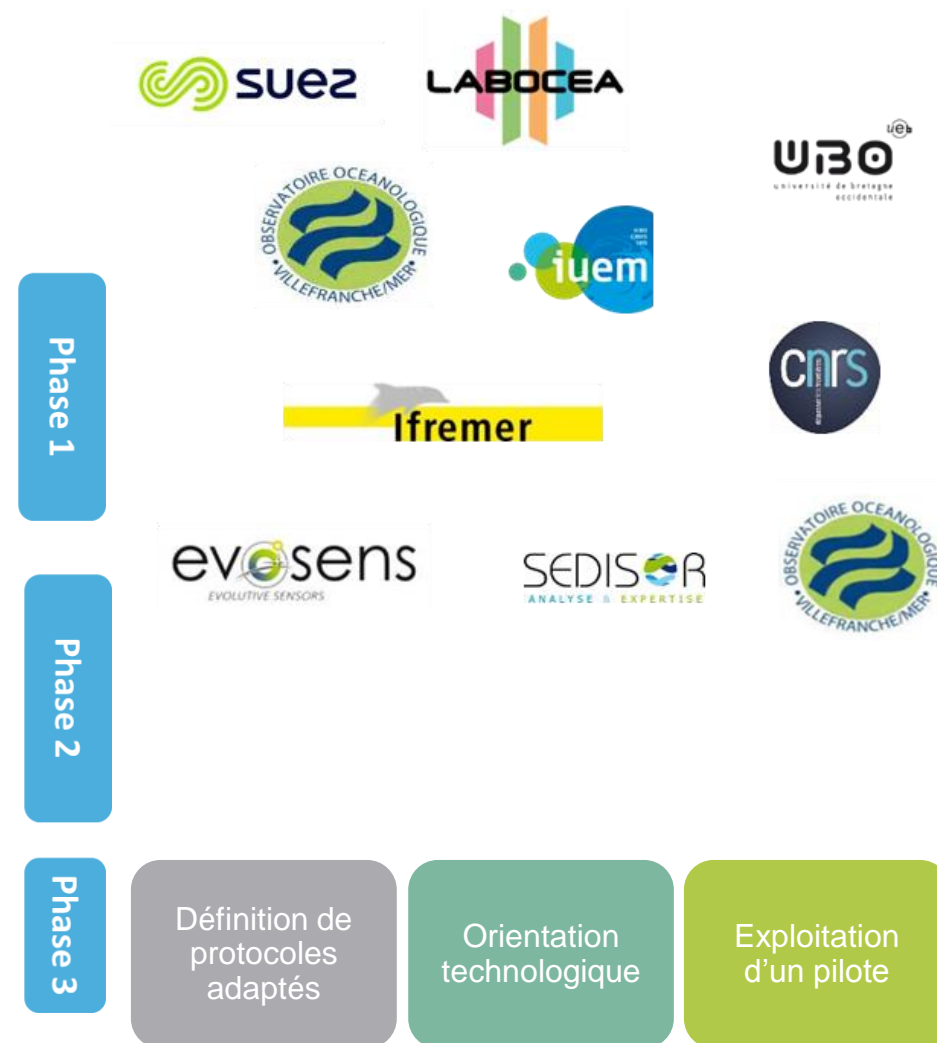 suez
LABOCEA
ueb
UBO
université de bretagne
occidentale
OBSERVATOIRE OCEANOLOGIQUE
• VILLEFRANCHE/MER •
iuem
Phase 1
cnrs
Ifremer
evosens
EVOLUTIVE SENSORS
SEDISOR
ANALYSE & EXPERTISE
OBSERVATOIRE OCEANOLOGIQUE
• VILLEFRANCHE/MER •
Phase 2
Phase 3
Définition de
protocoles
adaptés
Orientation
technologique
Exploitation
d’un pilote